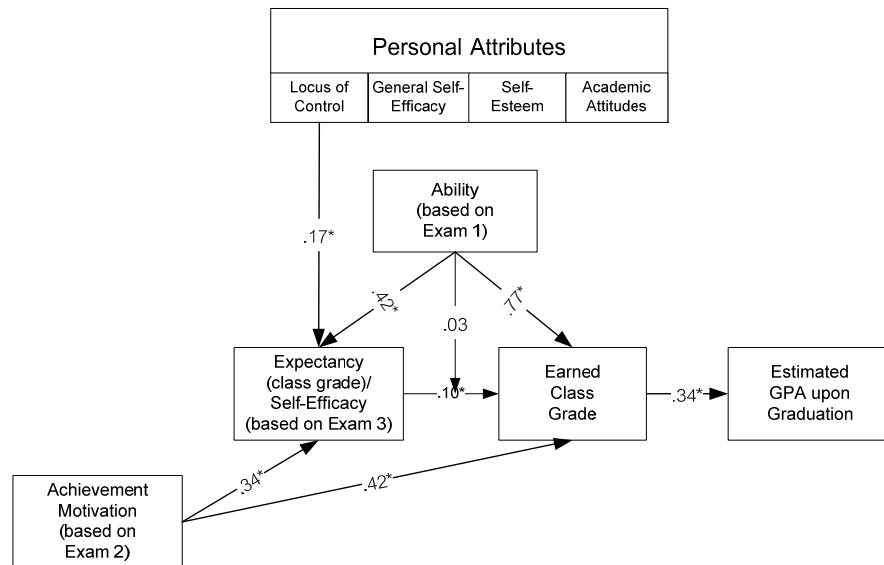 Personal Attributes
Locus of
Control
General Self-
Efficacy
Self-
Esteem
Academic
Attitudes
Ability
(based on
Exam 1)
.17*
.42*
.03
.77*
Expectancy
(class grade)/
Self-Efficacy
(based on Exam 3)
.10*
Earned
Class
Grade
.34*
Estimated
GPA upon
Graduation
.34*
.42*
Achievement
Motivation
(based on
Exam 2)